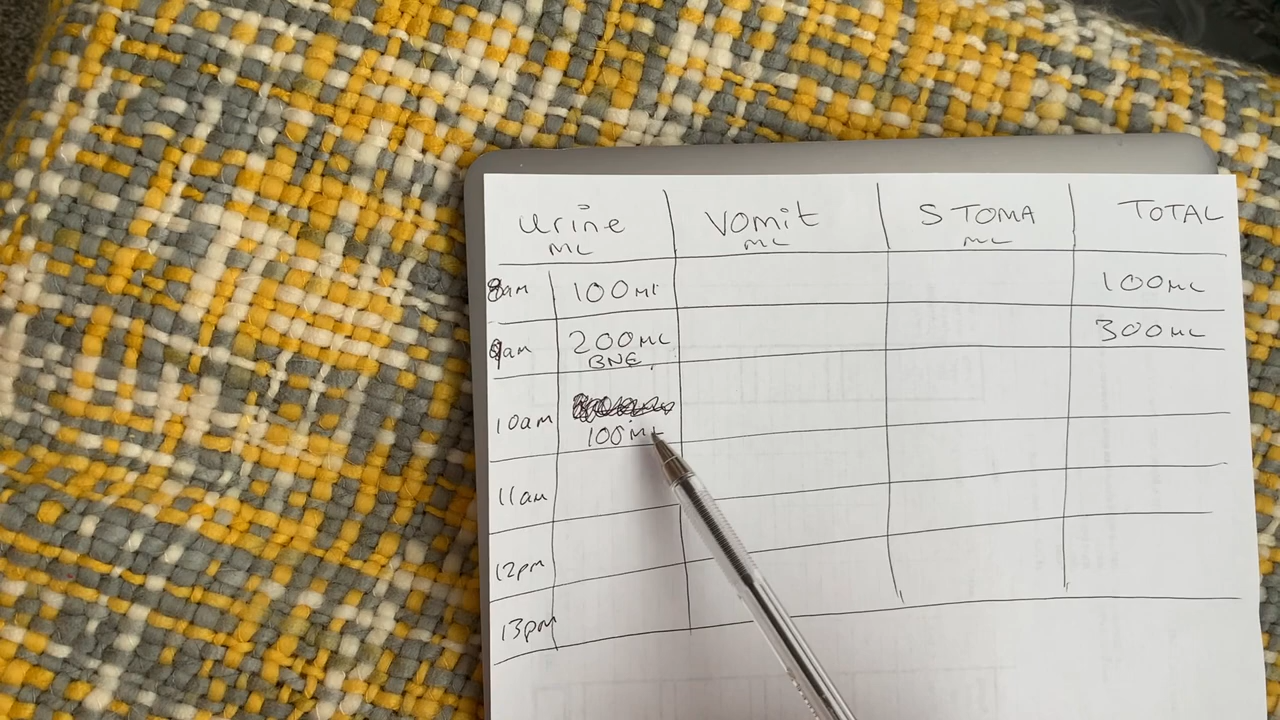 Urine VOMit STOMA TOTAL
ML ML ML
8am 100Ml 100ML
9am 200ML 300ML
BNE
10am
100ML
11am
12pm
13pm